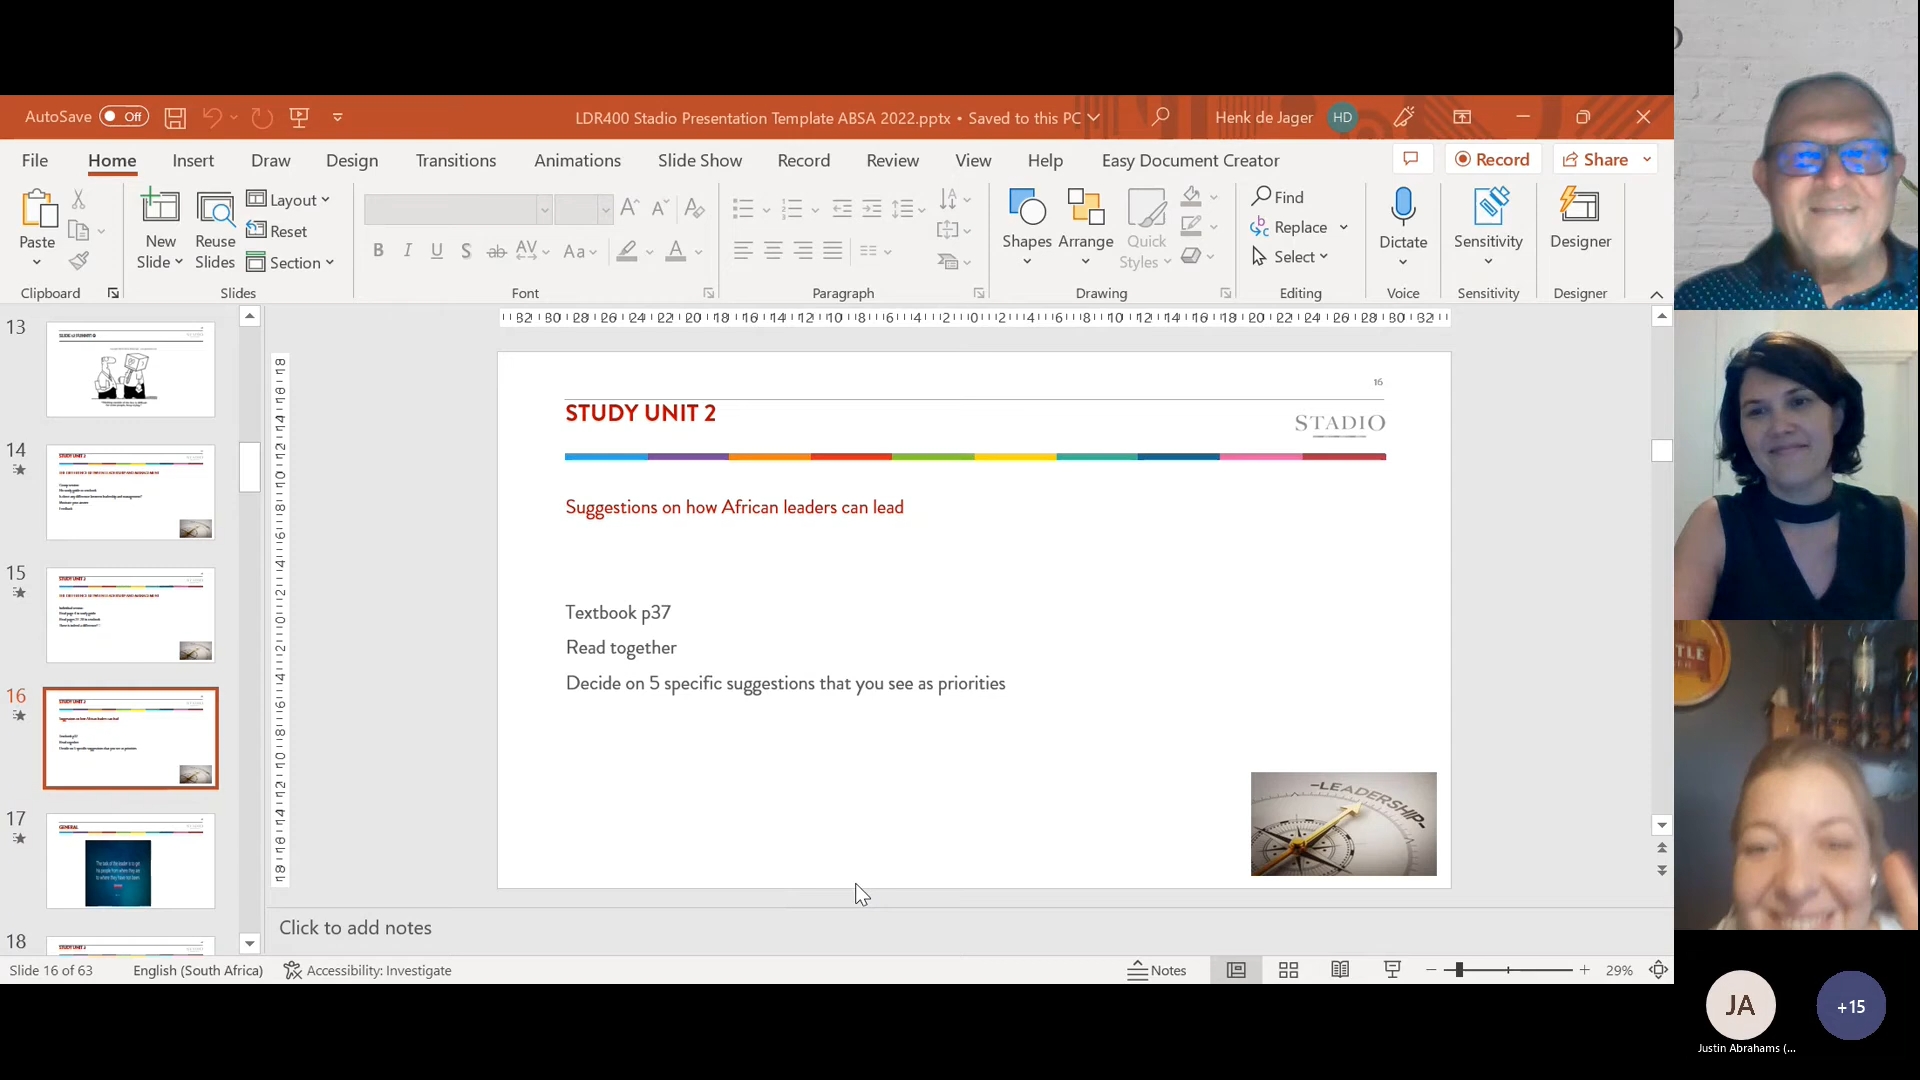 AutoSave Off
LDR400 Stadio Presentation Template ABSA 2022.pptx • Saved to this PC
Henk de Jager HD
File Home Insert Draw Design Transitions Animations Slide Show Record Review View Help Easy Document Creator
Record Share
Paste
New Slide
Reuse Slides
Layout
Reset
Section
Shapes Arrange Quick Styles
Find
Replace
Select
Dictate
Sensitivity
Designer
Clipboard Slides Font Paragraph Drawing Editing Voice Sensitivity Designer
13
14
15
16
17
GENERAL
18
16
STUDY UNIT 2
STADIO
Suggestions on how African leaders can lead
Textbook p37
Read together
Decide on 5 specific suggestions that you see as priorities
-LEADERSHIP-
Click to add notes
Slide 16 of 63
English (South Africa)
Accessibility: Investigate
Notes
29%
JA
+15
Justin Abrahams (...